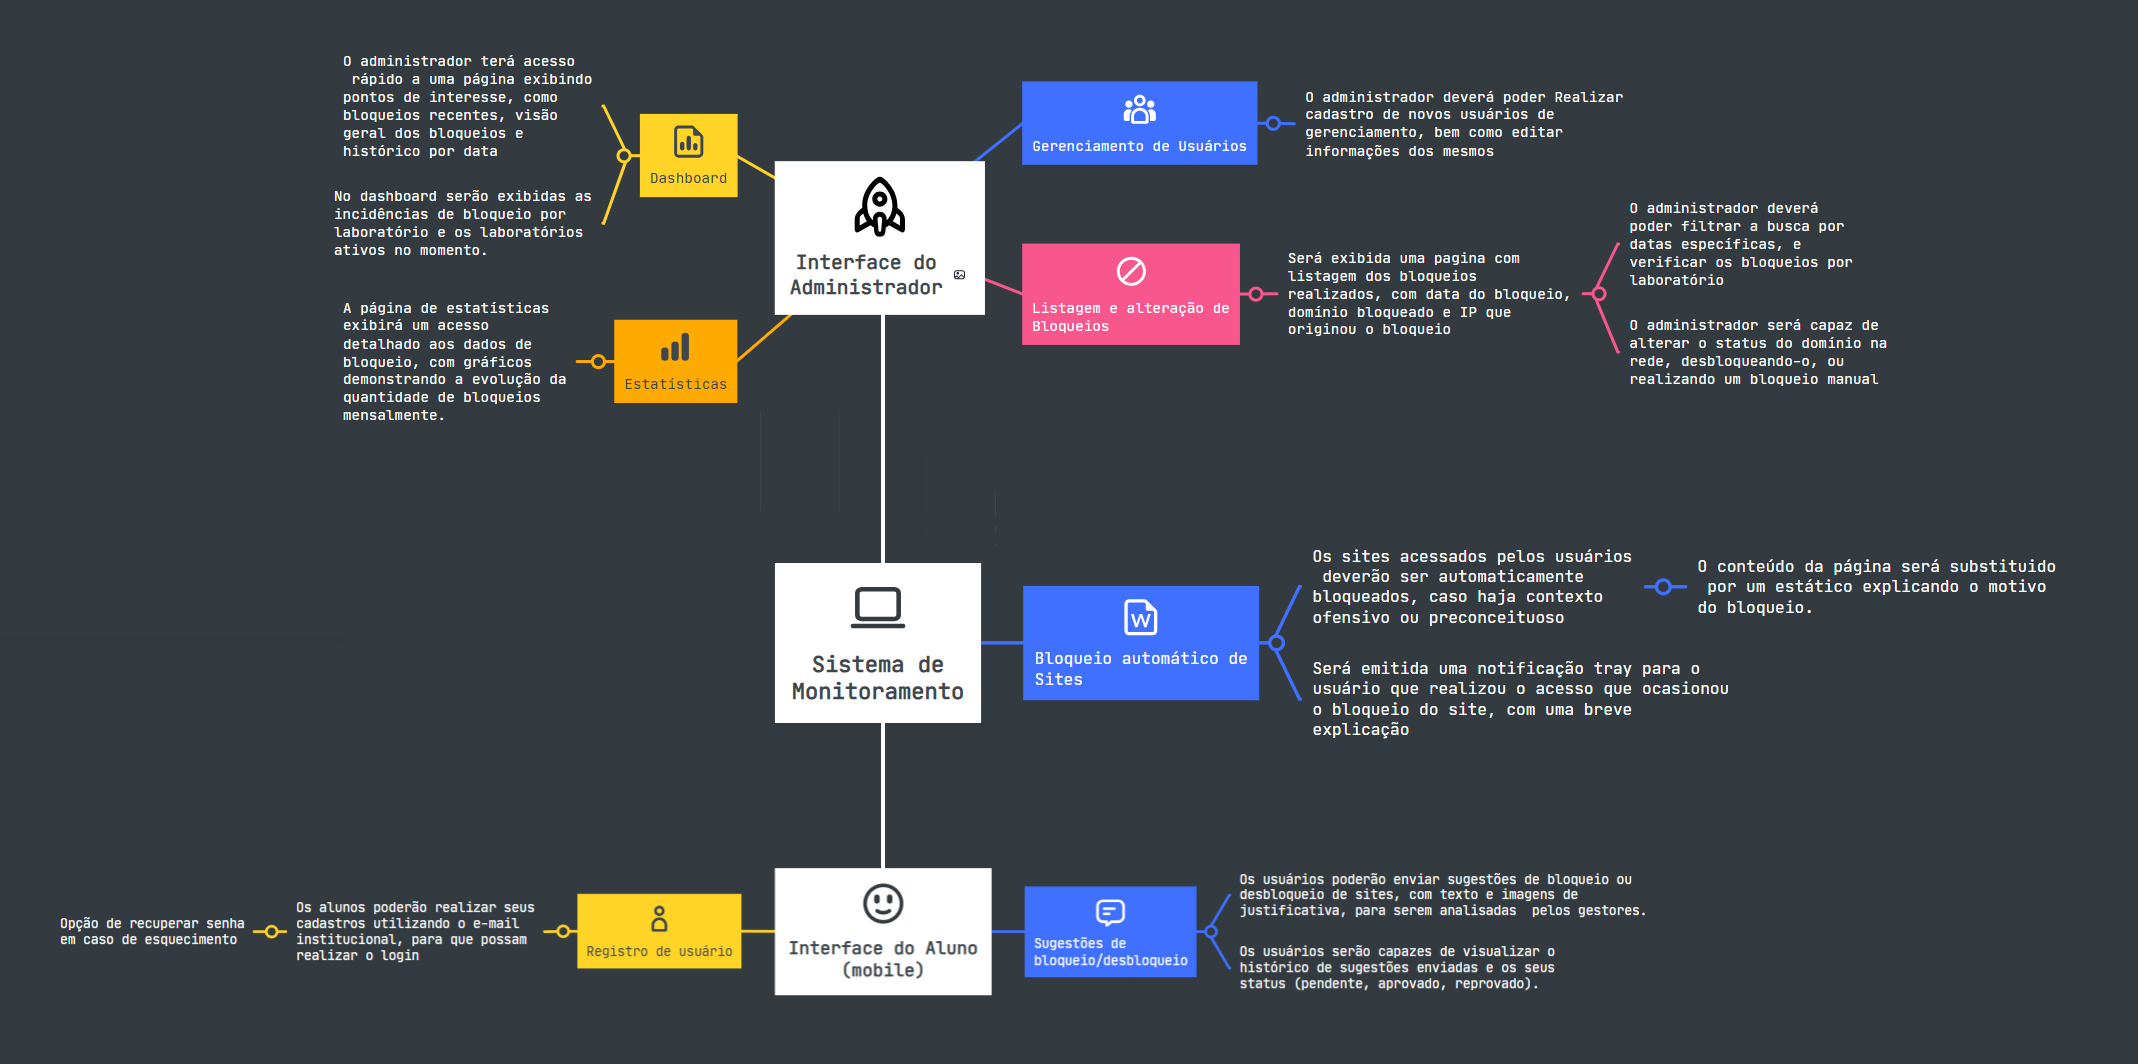 O administrador terá acesso
rápido a uma página exibindo
pontos de interesse, como
bloqueios recentes, visão
geral dos bloqueios e
histórico por data
No dashboard serão exibidas as
incidências de bloqueio por
laboratório e os laboratórios
ativos no momento.
Dashboard
A página de estatísticas
exibirá um acesso
detalhado aos dados de
bloqueio, com gráficos
demonstrando a evolução da
quantidade de bloqueios
mensalmente.
Estatísticas
Interface do
Administrador
Gerenciamento de Usuários
O administrador deverá poder Realizar
cadastro de novos usuários de
gerenciamento, bem como editar
informações dos mesmos
Listagem e alteração de
Bloqueios
Será exibida uma pagina com
listagem dos bloqueios
realizados, com data do bloqueio,
domínio bloqueado e IP que
originou o bloqueio
O administrador deverá
poder filtrar a busca por
datas específicas, e
verificar os bloqueios por
laboratório
O administrador será capaz de
alterar o status do domínio na
rede, desbloqueando-o, ou
realizando um bloqueio manual
Sistema de
Monitoramento
W
Bloqueio automático de
Sites
Os sites acessados pelos usuários
deverão ser automaticamente
bloqueados, caso haja contexto
ofensivo ou preconceituoso
O conteúdo da página será substituido
por um estático explicando o motivo
do bloqueio.
Será emitida uma notificação tray para o
usuário que realizou o acesso que ocasionou
o bloqueio do site, com uma breve
explicação
Opção de recuperar senha
em caso de esquecimento
Os alunos poderão realizar seus
cadastros utilizando o e-mail
institucional, para que possam
realizar o login
Registro de usuário
Interface do Aluno
(mobile)
Sugestões de
bloqueio/desbloqueio
Os usuários poderão enviar sugestões de bloqueio ou
desbloqueio de sites, com texto e imagens de
justificativa, para serem analisadas  pelos gestores.
Os usuários serão capazes de visualizar o
histórico de sugestões enviadas e os seus
status (pendente, aprovado, reprovado).